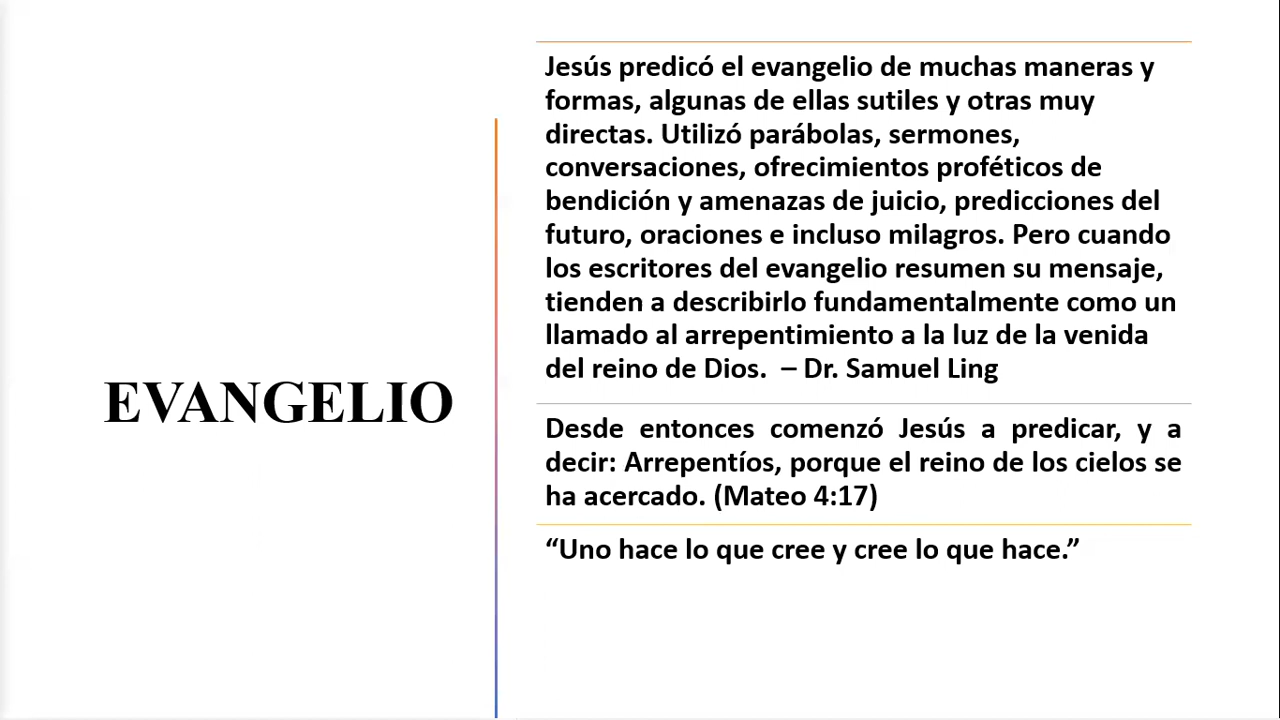 EVANGELIO
Jesús predicó el evangelio de muchas maneras y
formas, algunas de ellas sutiles y otras muy
directas. Utilizó parábolas, sermones,
conversaciones, ofrecimientos proféticos de
bendición y amenazas de juicio, predicciones del
futuro, oraciones e incluso milagros. Pero cuando
los escritores del evangelio resumen su mensaje,
tienden a describirlo fundamentalmente como un
llamado al arrepentimiento a la luz de la venida
del reino de Dios.  – Dr. Samuel Ling
Desde entonces comenzó Jesús a predicar, y a
decir: Arrepentíos, porque el reino de los cielos se
ha acercado. (Mateo 4:17)
“Uno hace lo que cree y cree lo que hace.”